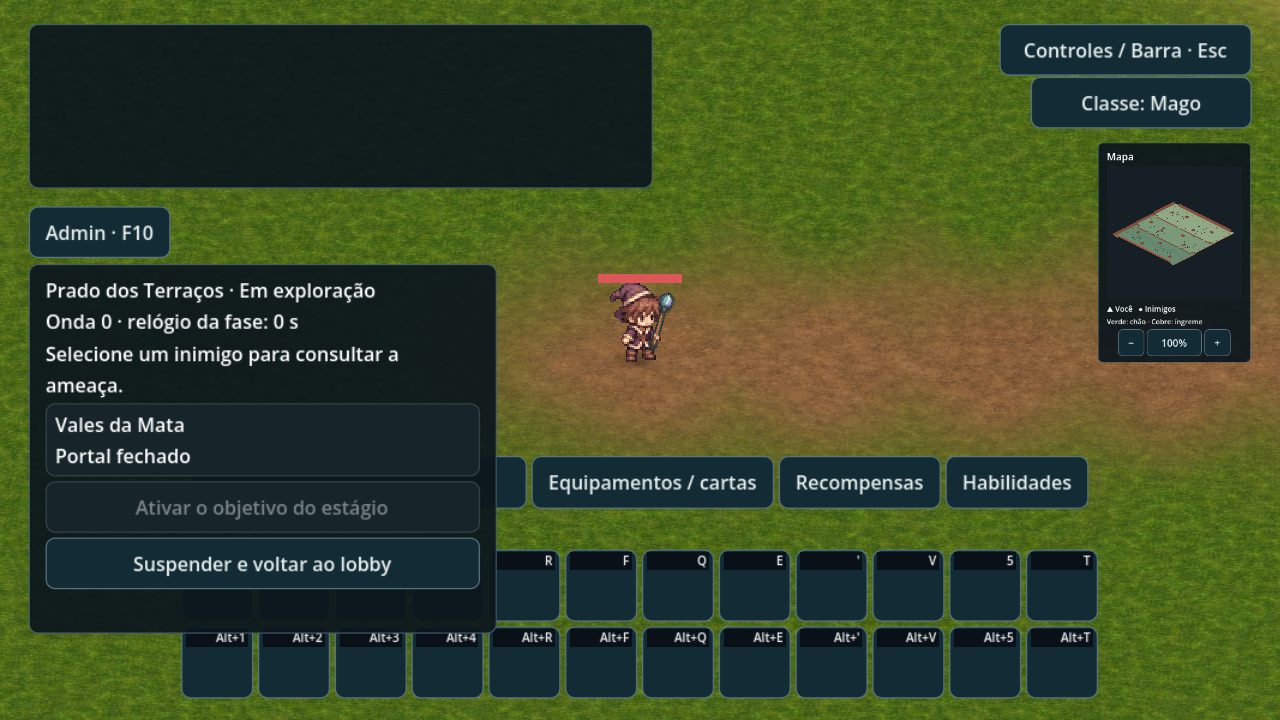 Controles / Barra · Esc
Classe: Mago
Mapa
▲ Você ● Inimigos
Verde: chão · Cobre: íngreme
−
100%
+
Admin · F10
Prado dos Terraços · Em exploração
Onda 0 · relógio da fase: 0 s
Selecione um inimigo para consultar a
ameaça.
Vales da Mata
Portal fechado
Ativar o objetivo do estágio
Suspender e voltar ao lobby
Equipamentos / cartas
Recompensas
Habilidades
R F Q E ' V 5 T
Alt+1 Alt+2 Alt+3 Alt+4 Alt+R Alt+F Alt+Q Alt+E Alt+' Alt+V Alt+5 Alt+T